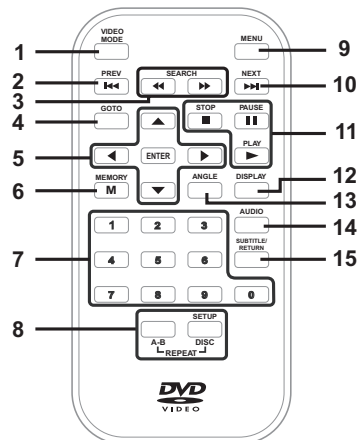 VIDEO
MODE
MENU
1
9
PREV
SEARCH
NEXT
2
10
3
GOTO
STOP
PAUSE
4
11
PLAY
5
ENTER
MEMORY
M
ANGLE
DISPLAY
12
6
13
AUDIO
1
2
3
14
SUBTITLE/
RETURN
7
4
5
6
15
7
8
9
0
SETUP
8
A-B
DISC
REPEAT
DVD
VIDEO